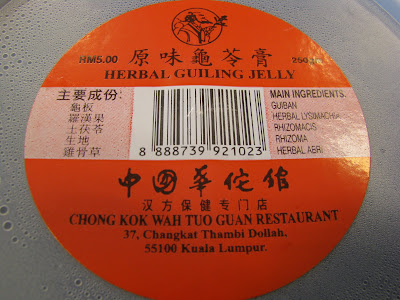 HM5.00
原味龜苓膏
250
HERBAL GUILING JELLY
主要成份:
龜板
羅漢果
土茯苓
生地
雞骨草
8 888739 921023
MAIN INGREDIENTS:
GUIBAN
HERBAL LYSIMACHIA
RHIZOMACIS
RHIZOMA
HERBAL ABRI
中國華佗館
汉方保健专门店
CHONG KOK WAH TUO GUAN RESTAURANT
37, Changkat Thambi Dollah,
55100 Kuala Lumpur.